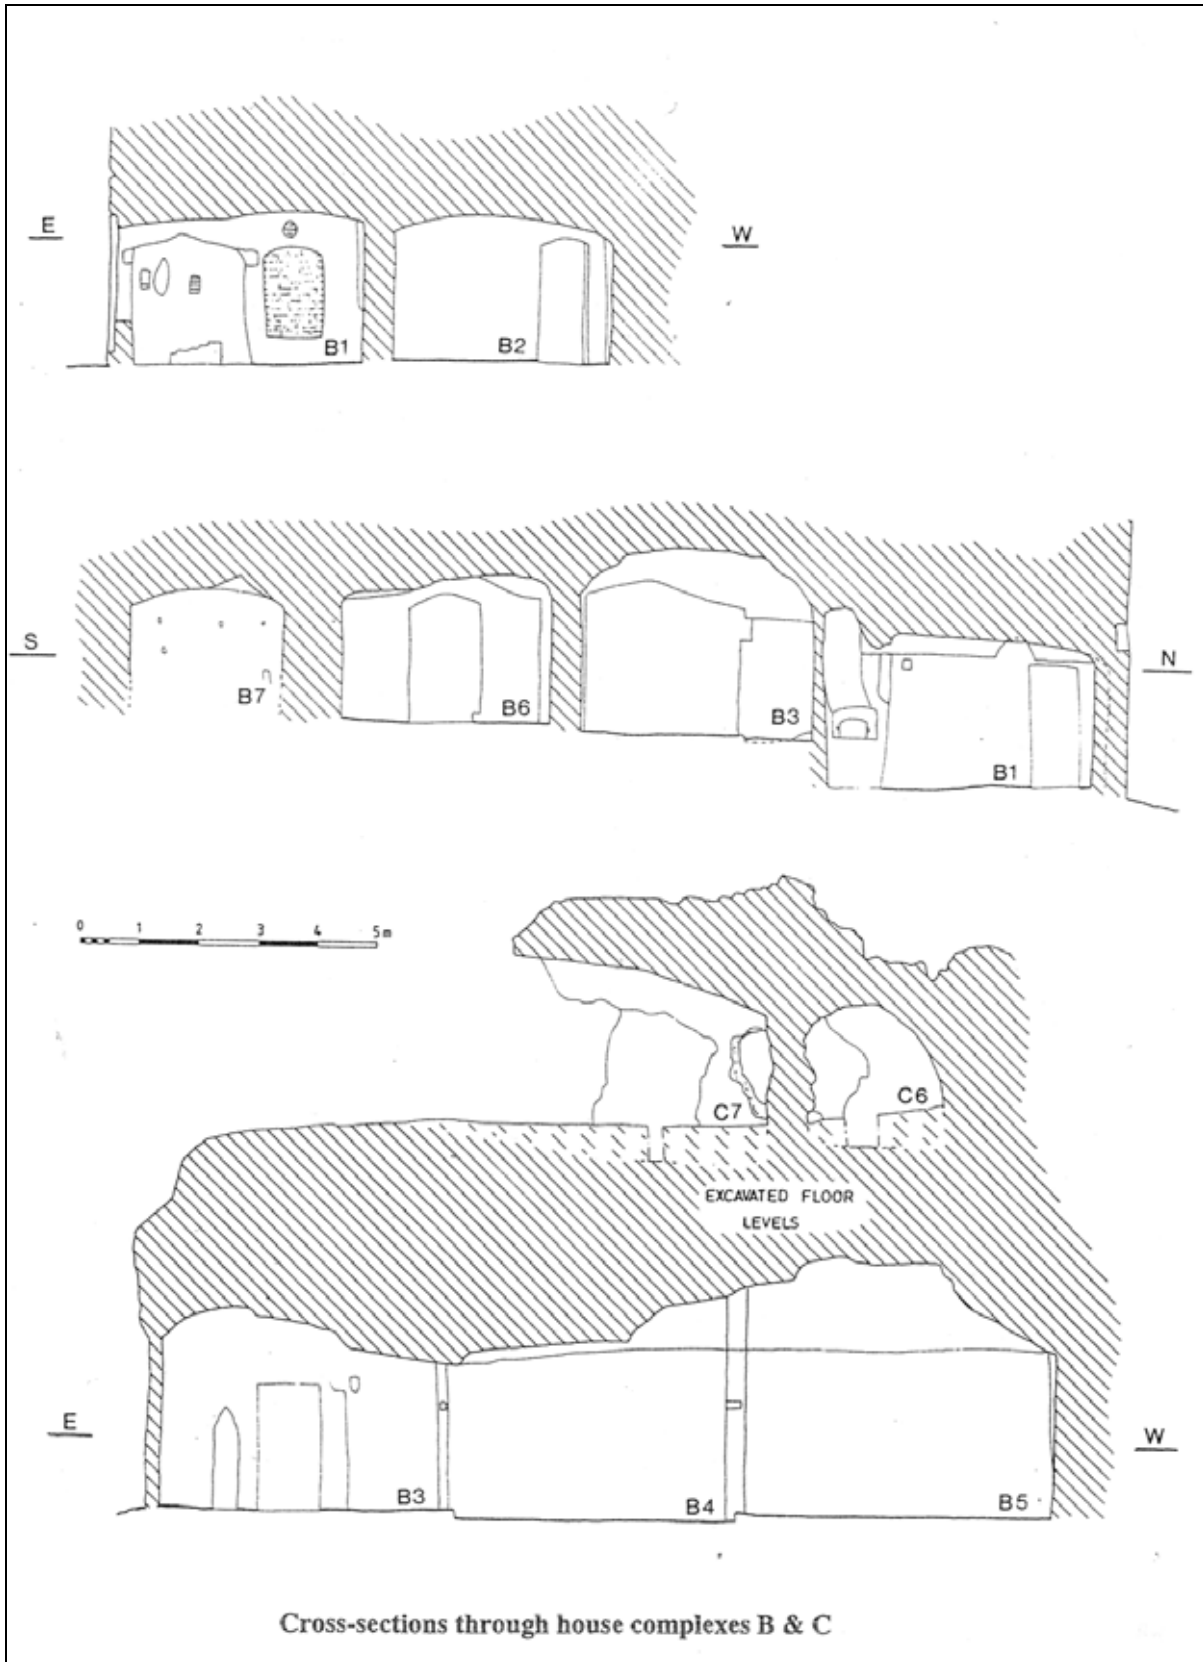 E
W
B1
B2
S
N
B7
B6
B3
B1
0 1 2 3 4 5m
C7
C6
EXCAVATED FLOOR
LEVELS
E
W
B3
B4
B5
Cross-sections through house complexes B & C